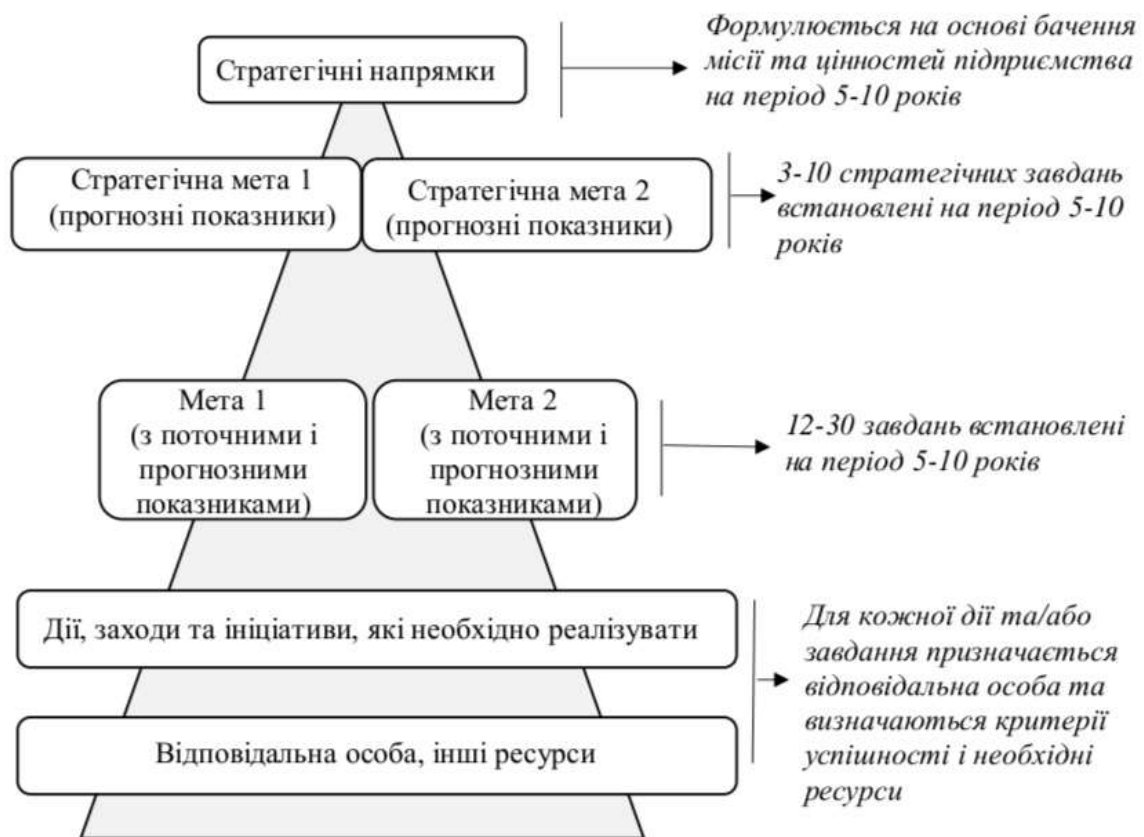 Стратегічні напрямки
Формулюється на основі бачення
місії та цінностей підприємства
на період 5-10 років
Стратегічна мета 1
(прогнозні показники)
Стратегічна мета 2
(прогнозні показники)
3-10 стратегічних завдань
встановлені на період 5-10
років
Мета 1
(з поточними і
прогнозними
показниками)
Мета 2
(з поточними і
прогнозними
показниками)
12-30 завдань встановлені
на період 5-10 років
Дії, заходи та ініціативи, які необхідно реалізувати
Відповідальна особа, інші ресурси
Для кожної дії та/або
завдання призначається
відповідальна особа та
визначаються критерії
успішності і необхідні
ресурси